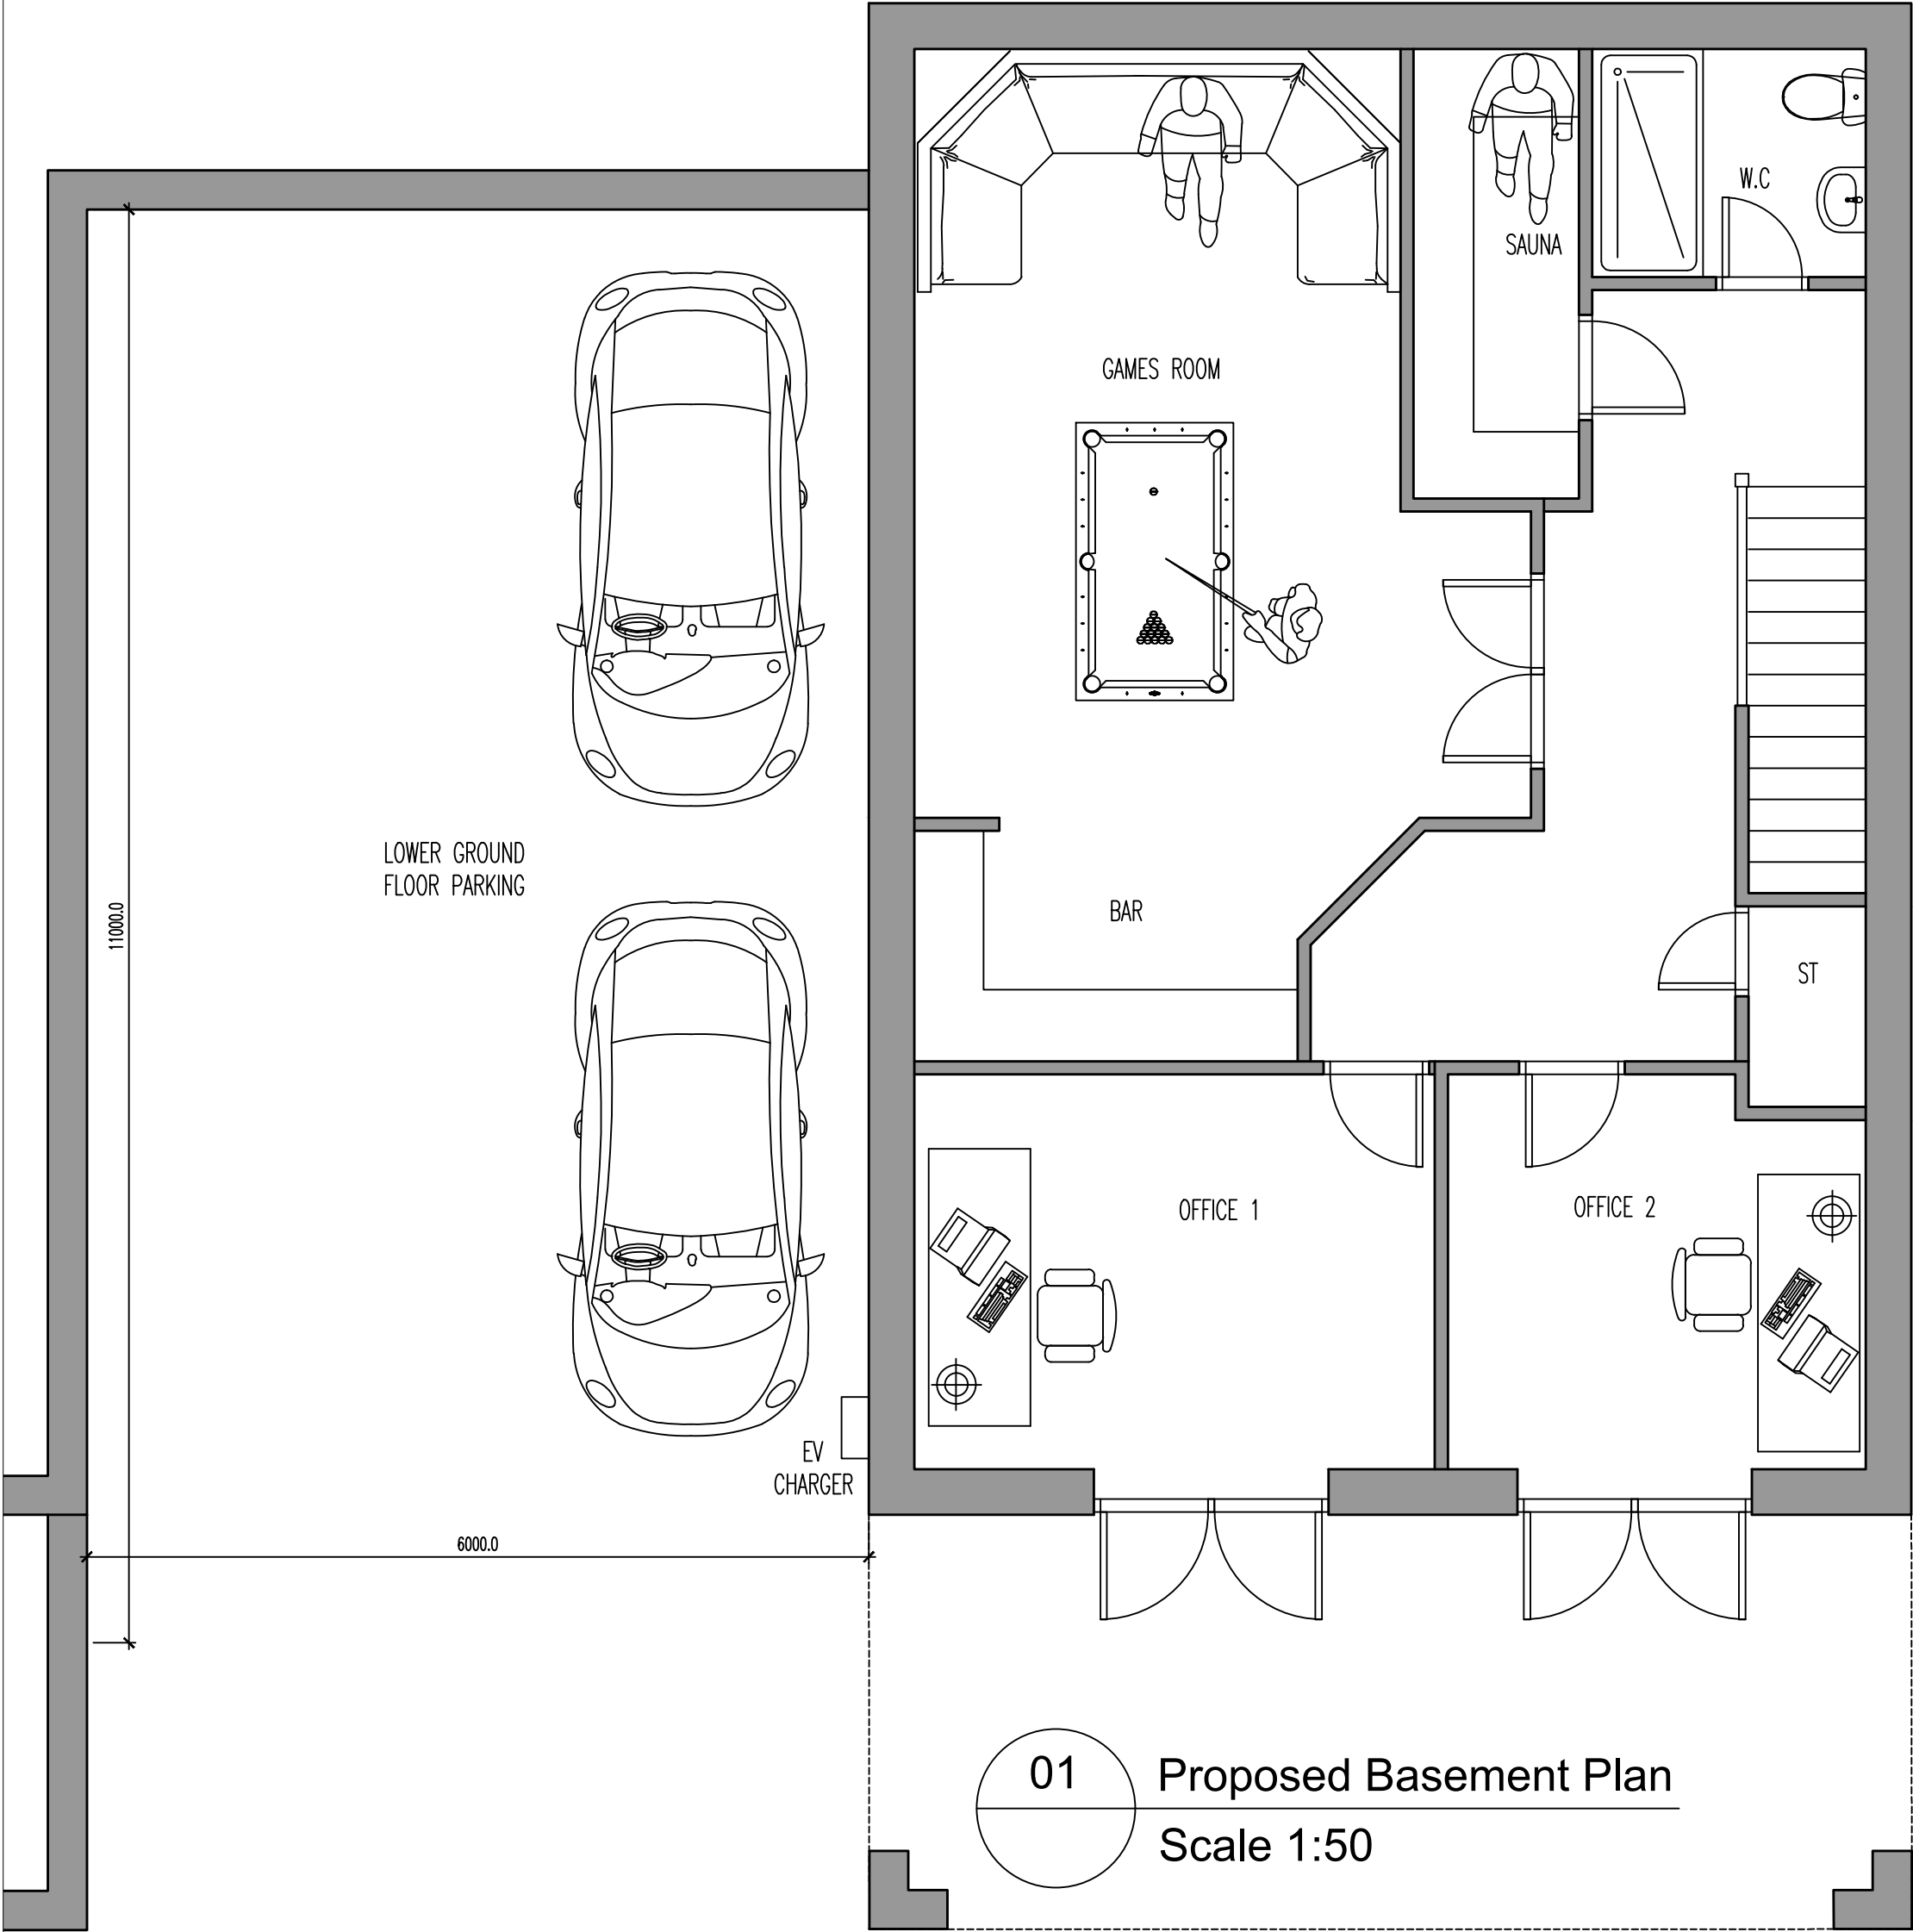 W.C
SAUNA
GAMES ROOM
LOWER GROUND
FLOOR PARKING
11000.0
BAR
ST
OFFICE 1
OFFICE 2
EV
CHARGER
6000.0
01
Proposed Basement Plan
Scale 1:50